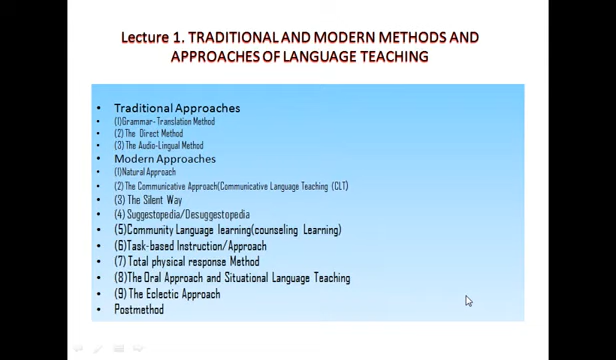 Lecture 1. TRADITIONAL AND MODERN METHODS AND
APPROACHES OF LANGUAGE TEACHING
• Traditional Approaches
• (1)Grammar- Translation Method
• (2) The Direct Method
• (3) The Audio-Lingual Method
• Modern Approaches
• (1)Natural Approach
• (2) The Communicative Approach(Communicative Language Teaching (CLT)
• (3) The Silent Way
• (4) Suggestopedia/Desuggestopedia
• (5)Community Language learning(counseling Learning)
• (6)Task-based Instruction/Approach
• (7) Total physical response Method
• (8)The Oral Approach and Situational Language Teaching
• (9) The Eclectic Approach
• Postmethod